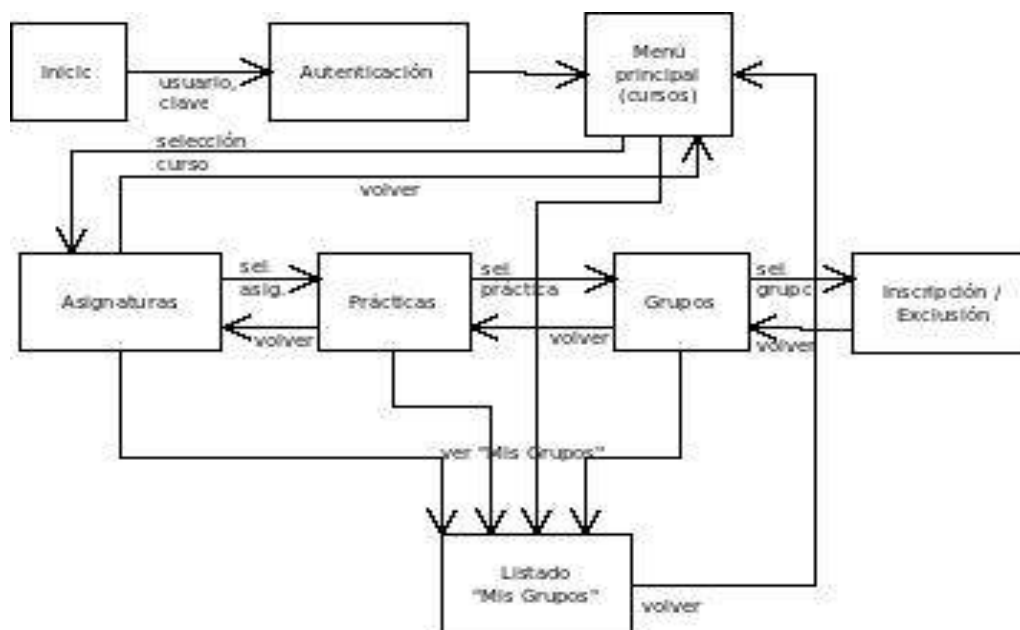 Inicic
Autenticación
Menú
principal
(cursos)
usuario,
clave
selección
curso
volver
Asignaturas
sel.
asig.
Prácticas
sel.
práctica
Grupos
sel.
grupo
Inscripción /
Exclusión
volver
volver
volver
ver "Mis Grupos"
Listado
"Mis Grupos"
volver